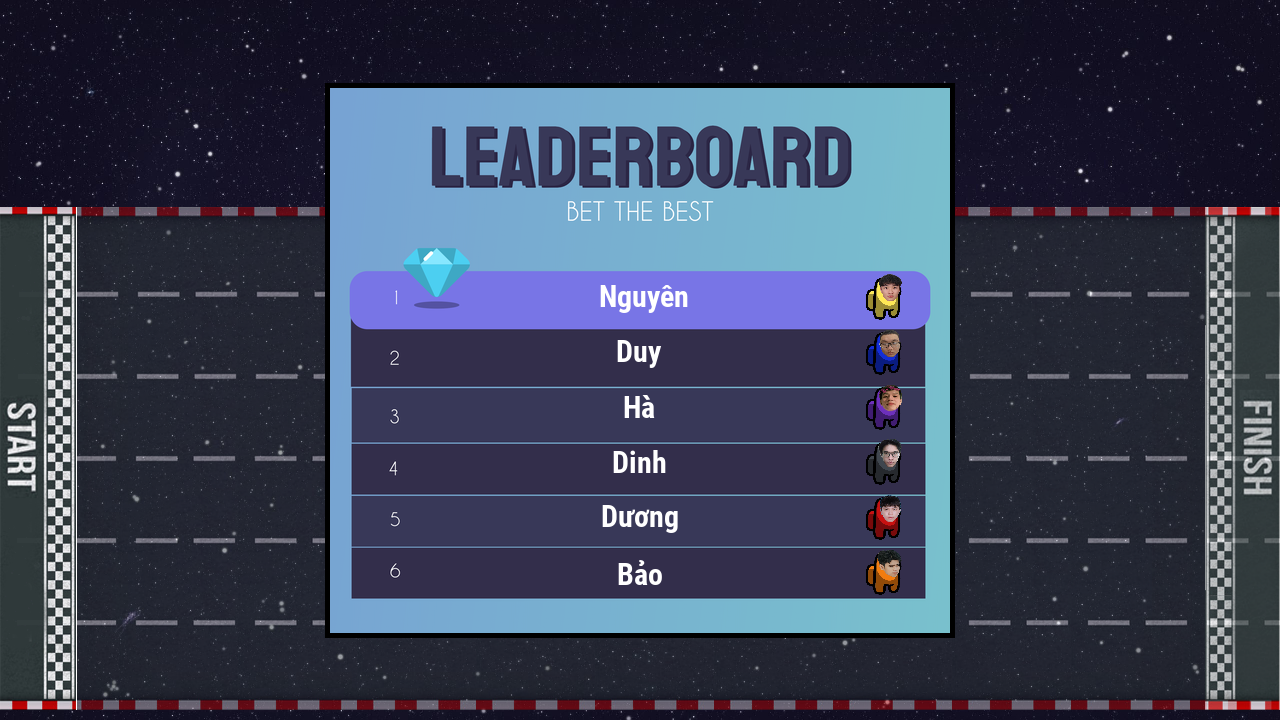 LEADERBOARD
BET THE BEST
1 Nguyên
2 Duy
3 Hà
4 Dinh
5 Dương
6 Bảo
START
FINISH